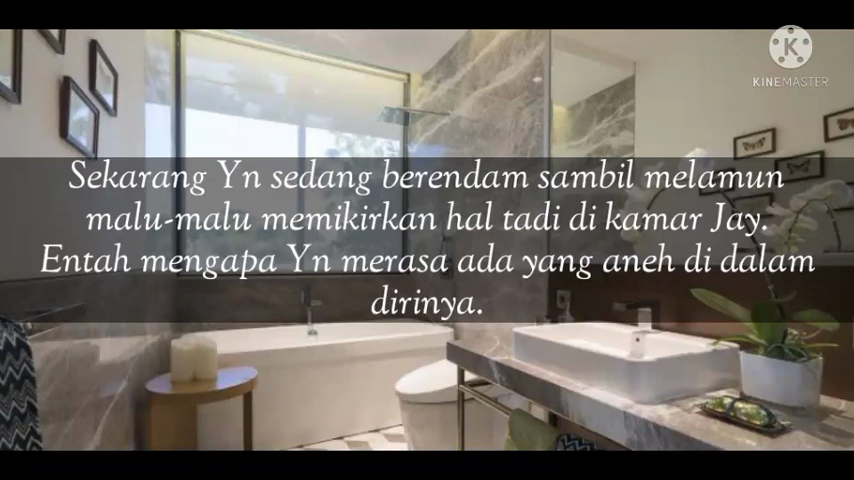 KINEMASTER
Sekarang Yn sedang berendam sambil melamun
malu-malu memikirkan hal tadi di kamar Jay.
Entah mengapa Yn merasa ada yang aneh di dalam
dirinya.